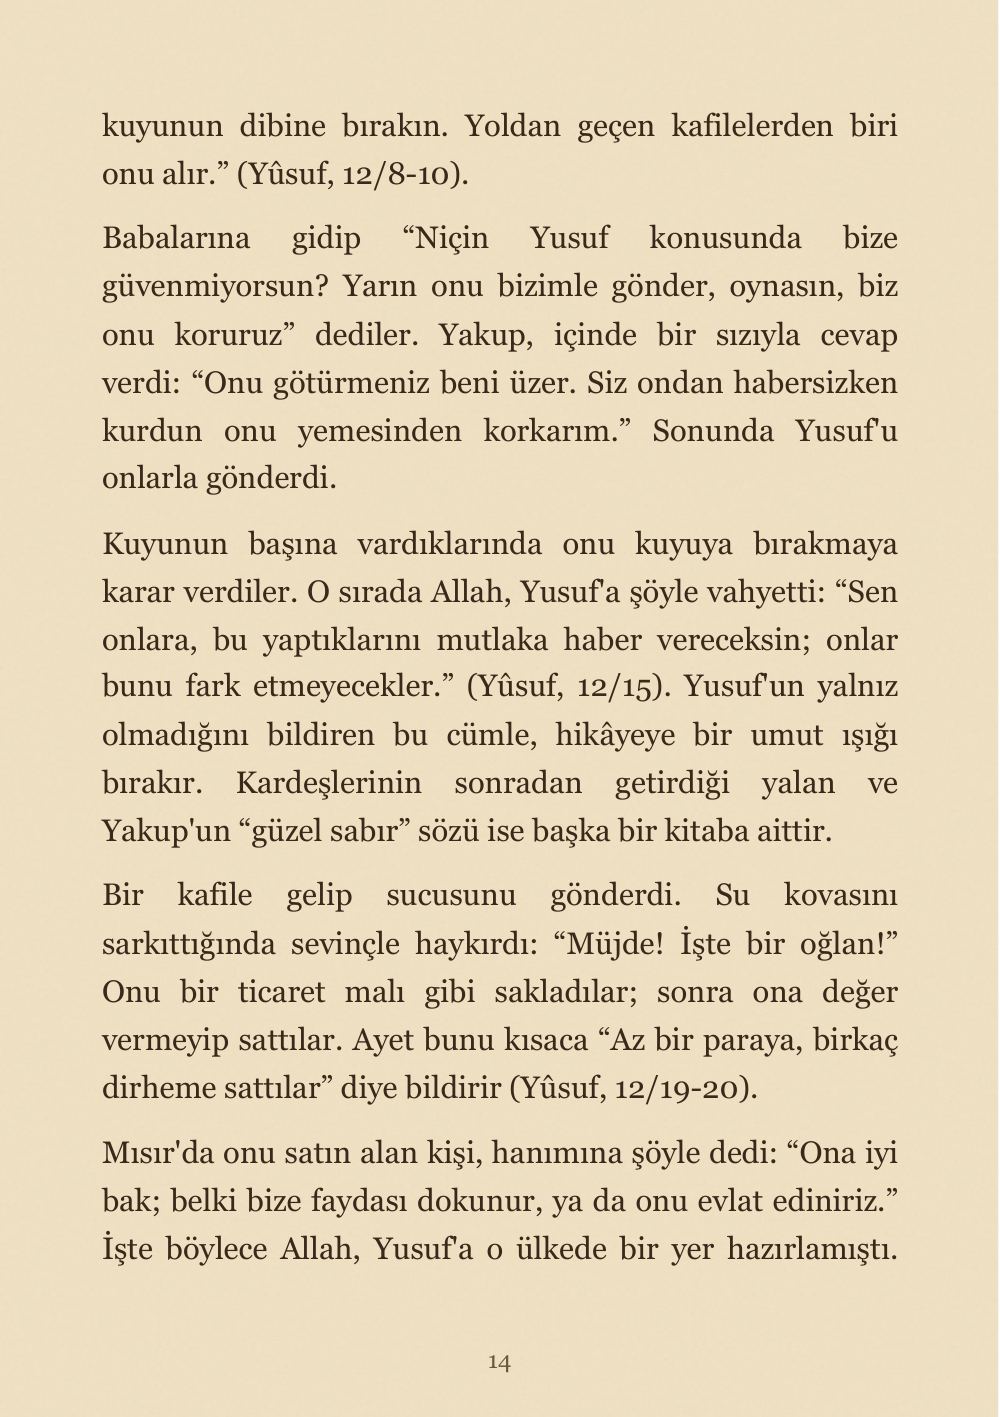 kuyunun dibine bırakın. Yoldan geçen kafilelerden biri
onu alır.” (Yûsuf, 12/8-10).
Babalarına gidip “Niçin Yusuf konusunda bize
güvenmiyorsun? Yarın onu bizimle gönder, oynasın, biz
onu koruruz” dediler. Yakup, içinde bir sızıyla cevap
verdi: “Onu götürmeniz beni üzer. Siz ondan habersizken
kurdun onu yemesinden korkarım.” Sonunda Yusuf'u
onlarla gönderdi.
Kuyunun başına vardıklarında onu kuyuya bırakmaya
karar verdiler. O sırada Allah, Yusuf'a şöyle vahyetti: “Sen
onlara, bu yaptıklarını mutlaka haber vereceksin; onlar
bunu fark etmeyecekler.” (Yûsuf, 12/15). Yusuf'un yalnız
olmadığını bildiren bu cümle, hikâyeye bir umut ışığı
bırakır. Kardeşlerinin sonradan getirdiği yalan ve
Yakup'un “güzel sabır” sözü ise başka bir kitaba aittir.
Bir kafile gelip sucusunu gönderdi. Su kovasını
sarkıttığında sevinçle haykırdı: “Müjde! İşte bir oğlan!”
Onu bir ticaret malı gibi sakladılar; sonra ona değer
vermeyip sattılar. Ayet bunu kısaca “Az bir paraya, birkaç
dirheme sattılar” diye bildirir (Yûsuf, 12/19-20).
Mısır'da onu satın alan kişi, hanımına şöyle dedi: “Ona iyi
bak; belki bize faydası dokunur, ya da onu evlat ediniriz.”
İşte böylece Allah, Yusuf'a o ülkede bir yer hazırlamıştı.
14